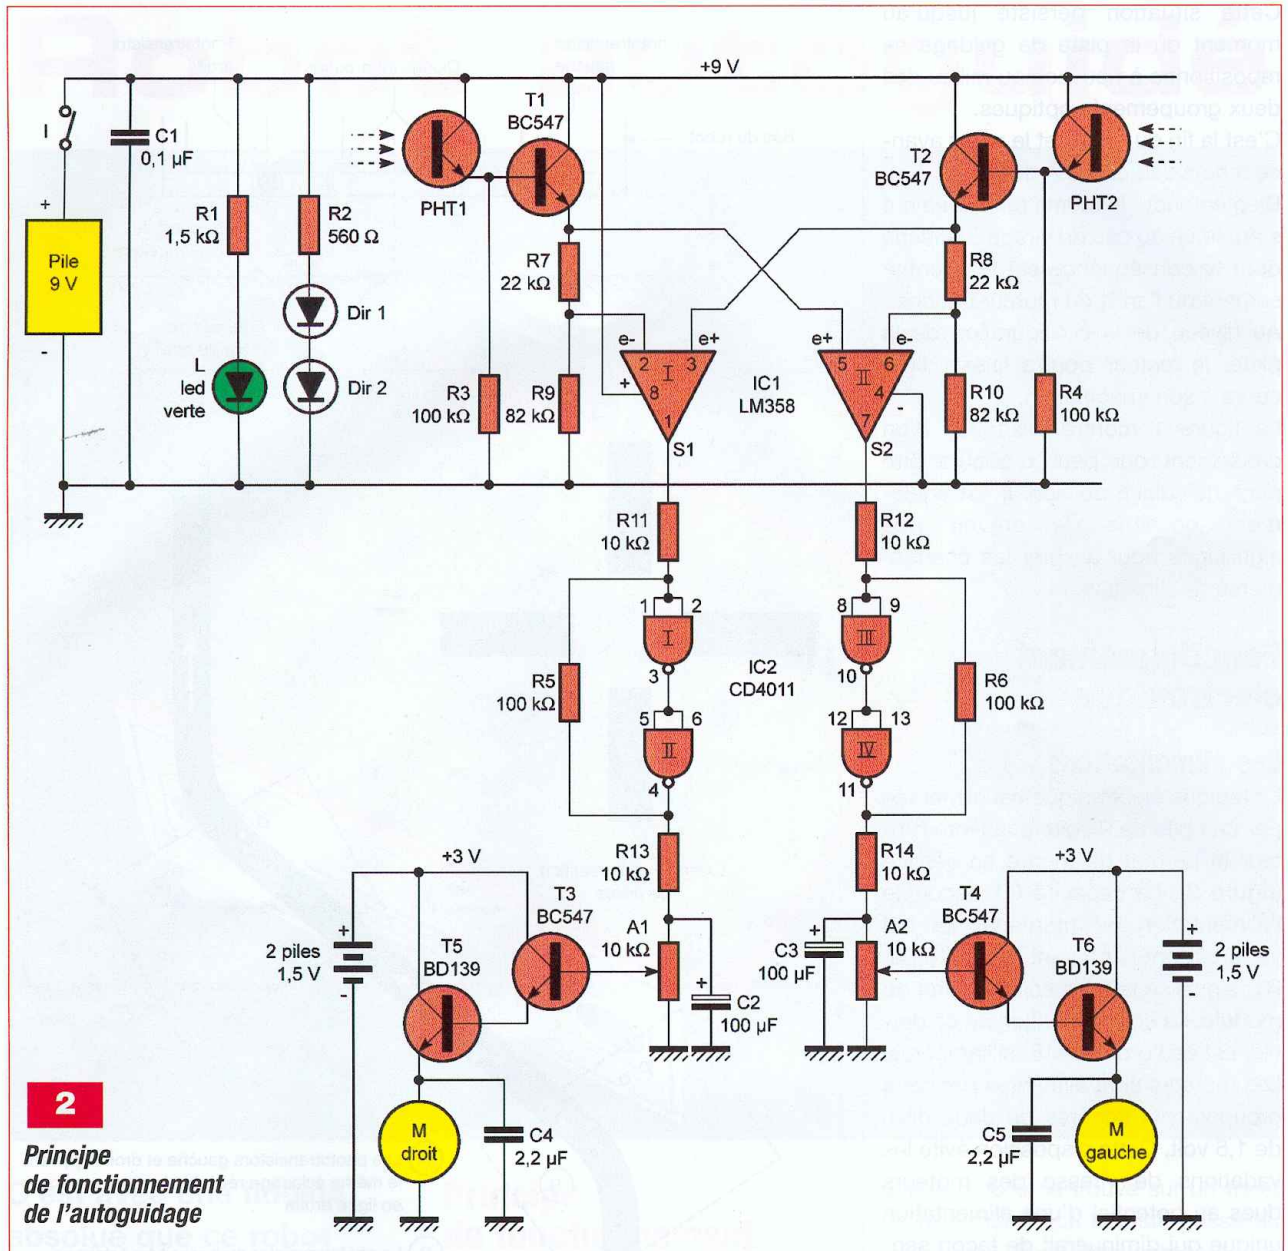 +9 V
I
C1
0,1 µF
+
Pile
9 V
-
R1
1,5 kΩ
L
led
verte
R2
560 Ω
Dir 1
Dir 2
PHT1
T1
BC547
R3
100 kΩ
R7
22 kΩ
R9
82 kΩ
e-
2
I
3
e+
+
8
1
S1
IC1
LM358
e+
5
II
6
e-
4
-
7
S2
T2
BC547
PHT2
R8
22 kΩ
R10
82 kΩ
R4
100 kΩ
R11
10 kΩ
R12
10 kΩ
1
2
I
3
5
6
II
4
R5
100 kΩ
IC2
CD4011
8
9
III
10
12
13
IV
11
R6
100 kΩ
R13
10 kΩ
R14
10 kΩ
+3 V
+
2 piles
1,5 V
-
T5
BD139
T3
BC547
A1
10 kΩ
+
C2
100 µF
+
C3
100 µF
A2
10 kΩ
T4
BC547
+3 V
T6
BD139
+
2 piles
1,5 V
-
M
droit
C4
2,2 µF
C5
2,2 µF
M
gauche
2
Principe
de fonctionnement
de l'autoguidage